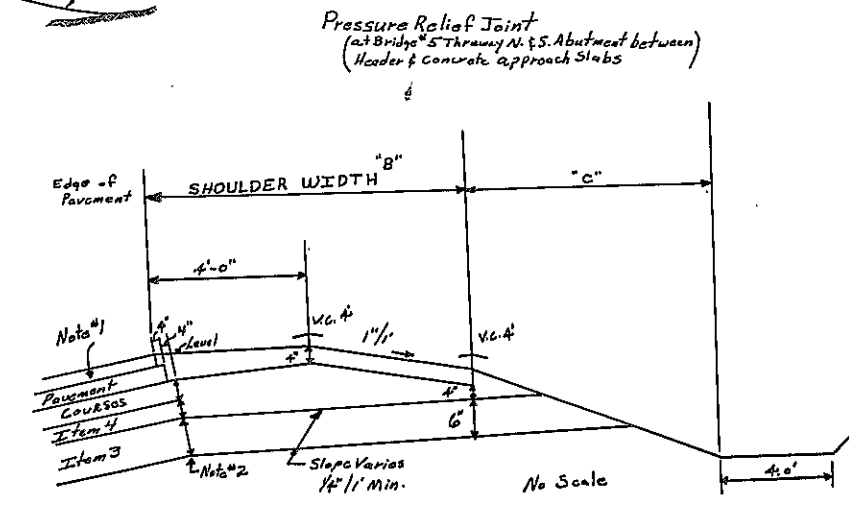 Pressure Relief Joint
(at Bridge #5 Thruway N. & S. Abutment between)
(Header & Concrete approach Slabs
"B"
"C"
Edge of
Pavement
SHOULDER WIDTH
4'-0"
Note #1
4"
4"
Level
V.C. 4'
1"/1'
V.C. 4'
4"
Pavement
Courses
Item 4
Item 3
4"
6"
Note #2
Slope Varies
1/4"/1' Min.
No Scale
4.0'